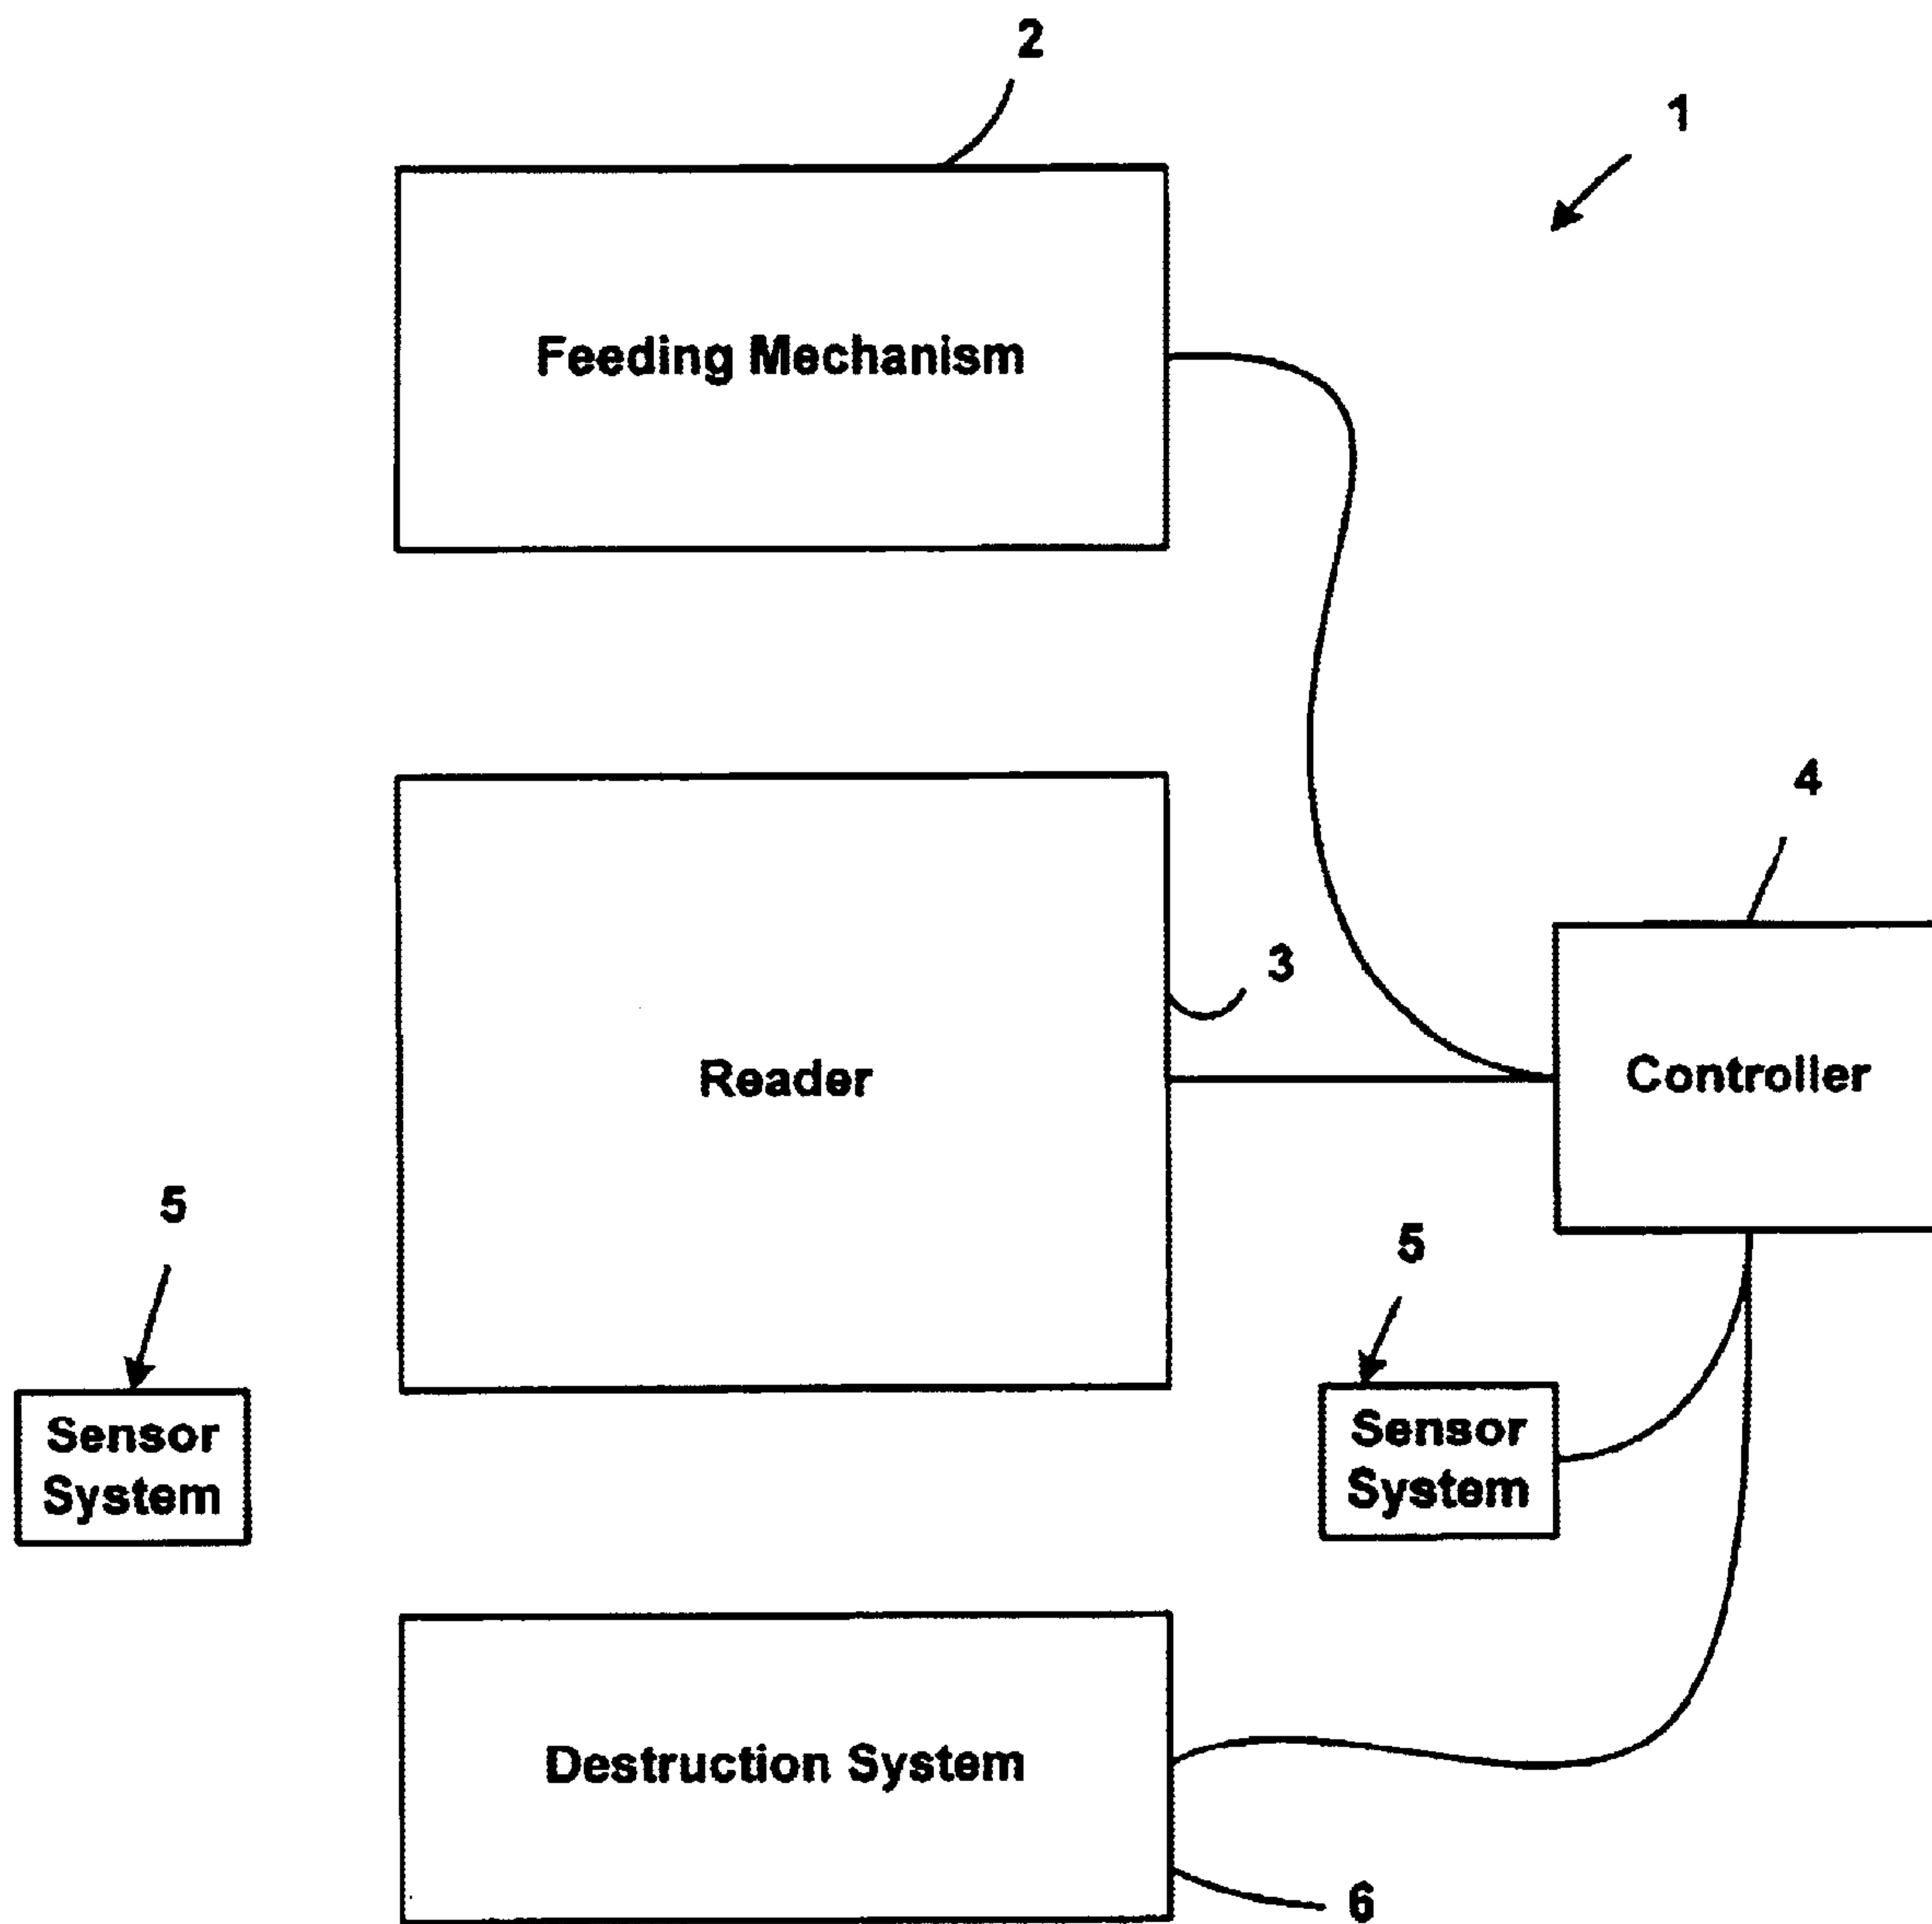 2
1
Feeding Mechanism
4
3
Reader
Controller
5
5
Sensor
System
Sensor
System
Destruction System
6